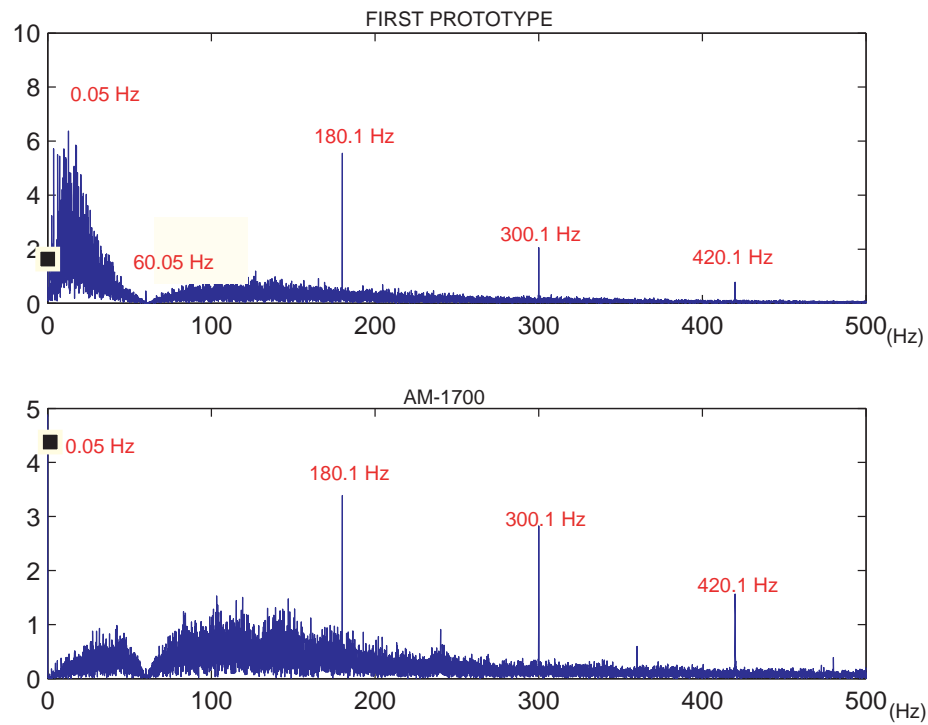 FIRST PROTOTYPE
10
8
6
4
2
0
0.05 Hz
60.05 Hz
180.1 Hz
300.1 Hz
420.1 Hz
0 100 200 300 400 500 (Hz)
AM-1700
5
4
3
2
1
0
0.05 Hz
180.1 Hz
300.1 Hz
420.1 Hz
0 100 200 300 400 500 (Hz)